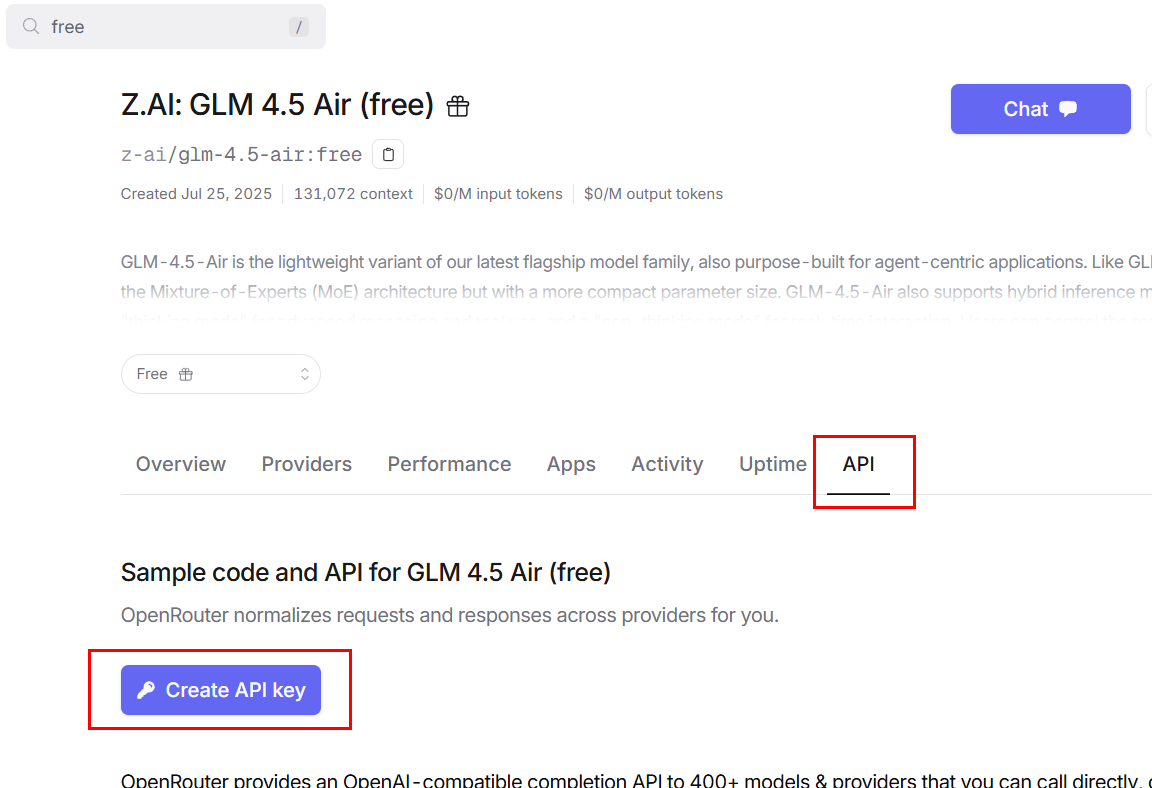 free /
Z.AI: GLM 4.5 Air (free)
Chat
z-ai/glm-4.5-air:free
Created Jul 25, 2025 131,072 context $0/M input tokens $0/M output tokens
GLM-4.5-Air is the lightweight variant of our latest flagship model family, also purpose-built for agent-centric applications. Like GL
the Mixture-of-Experts (MoE) architecture but with a more compact parameter size. GLM-4.5-Air also supports hybrid inference m
Free
Overview Providers Performance Apps Activity Uptime API
Sample code and API for GLM 4.5 Air (free)
OpenRouter normalizes requests and responses across providers for you.
Create API key
OpenRouter provides an OpenAI-compatible completion API to 400+ models & providers that you can call directly,